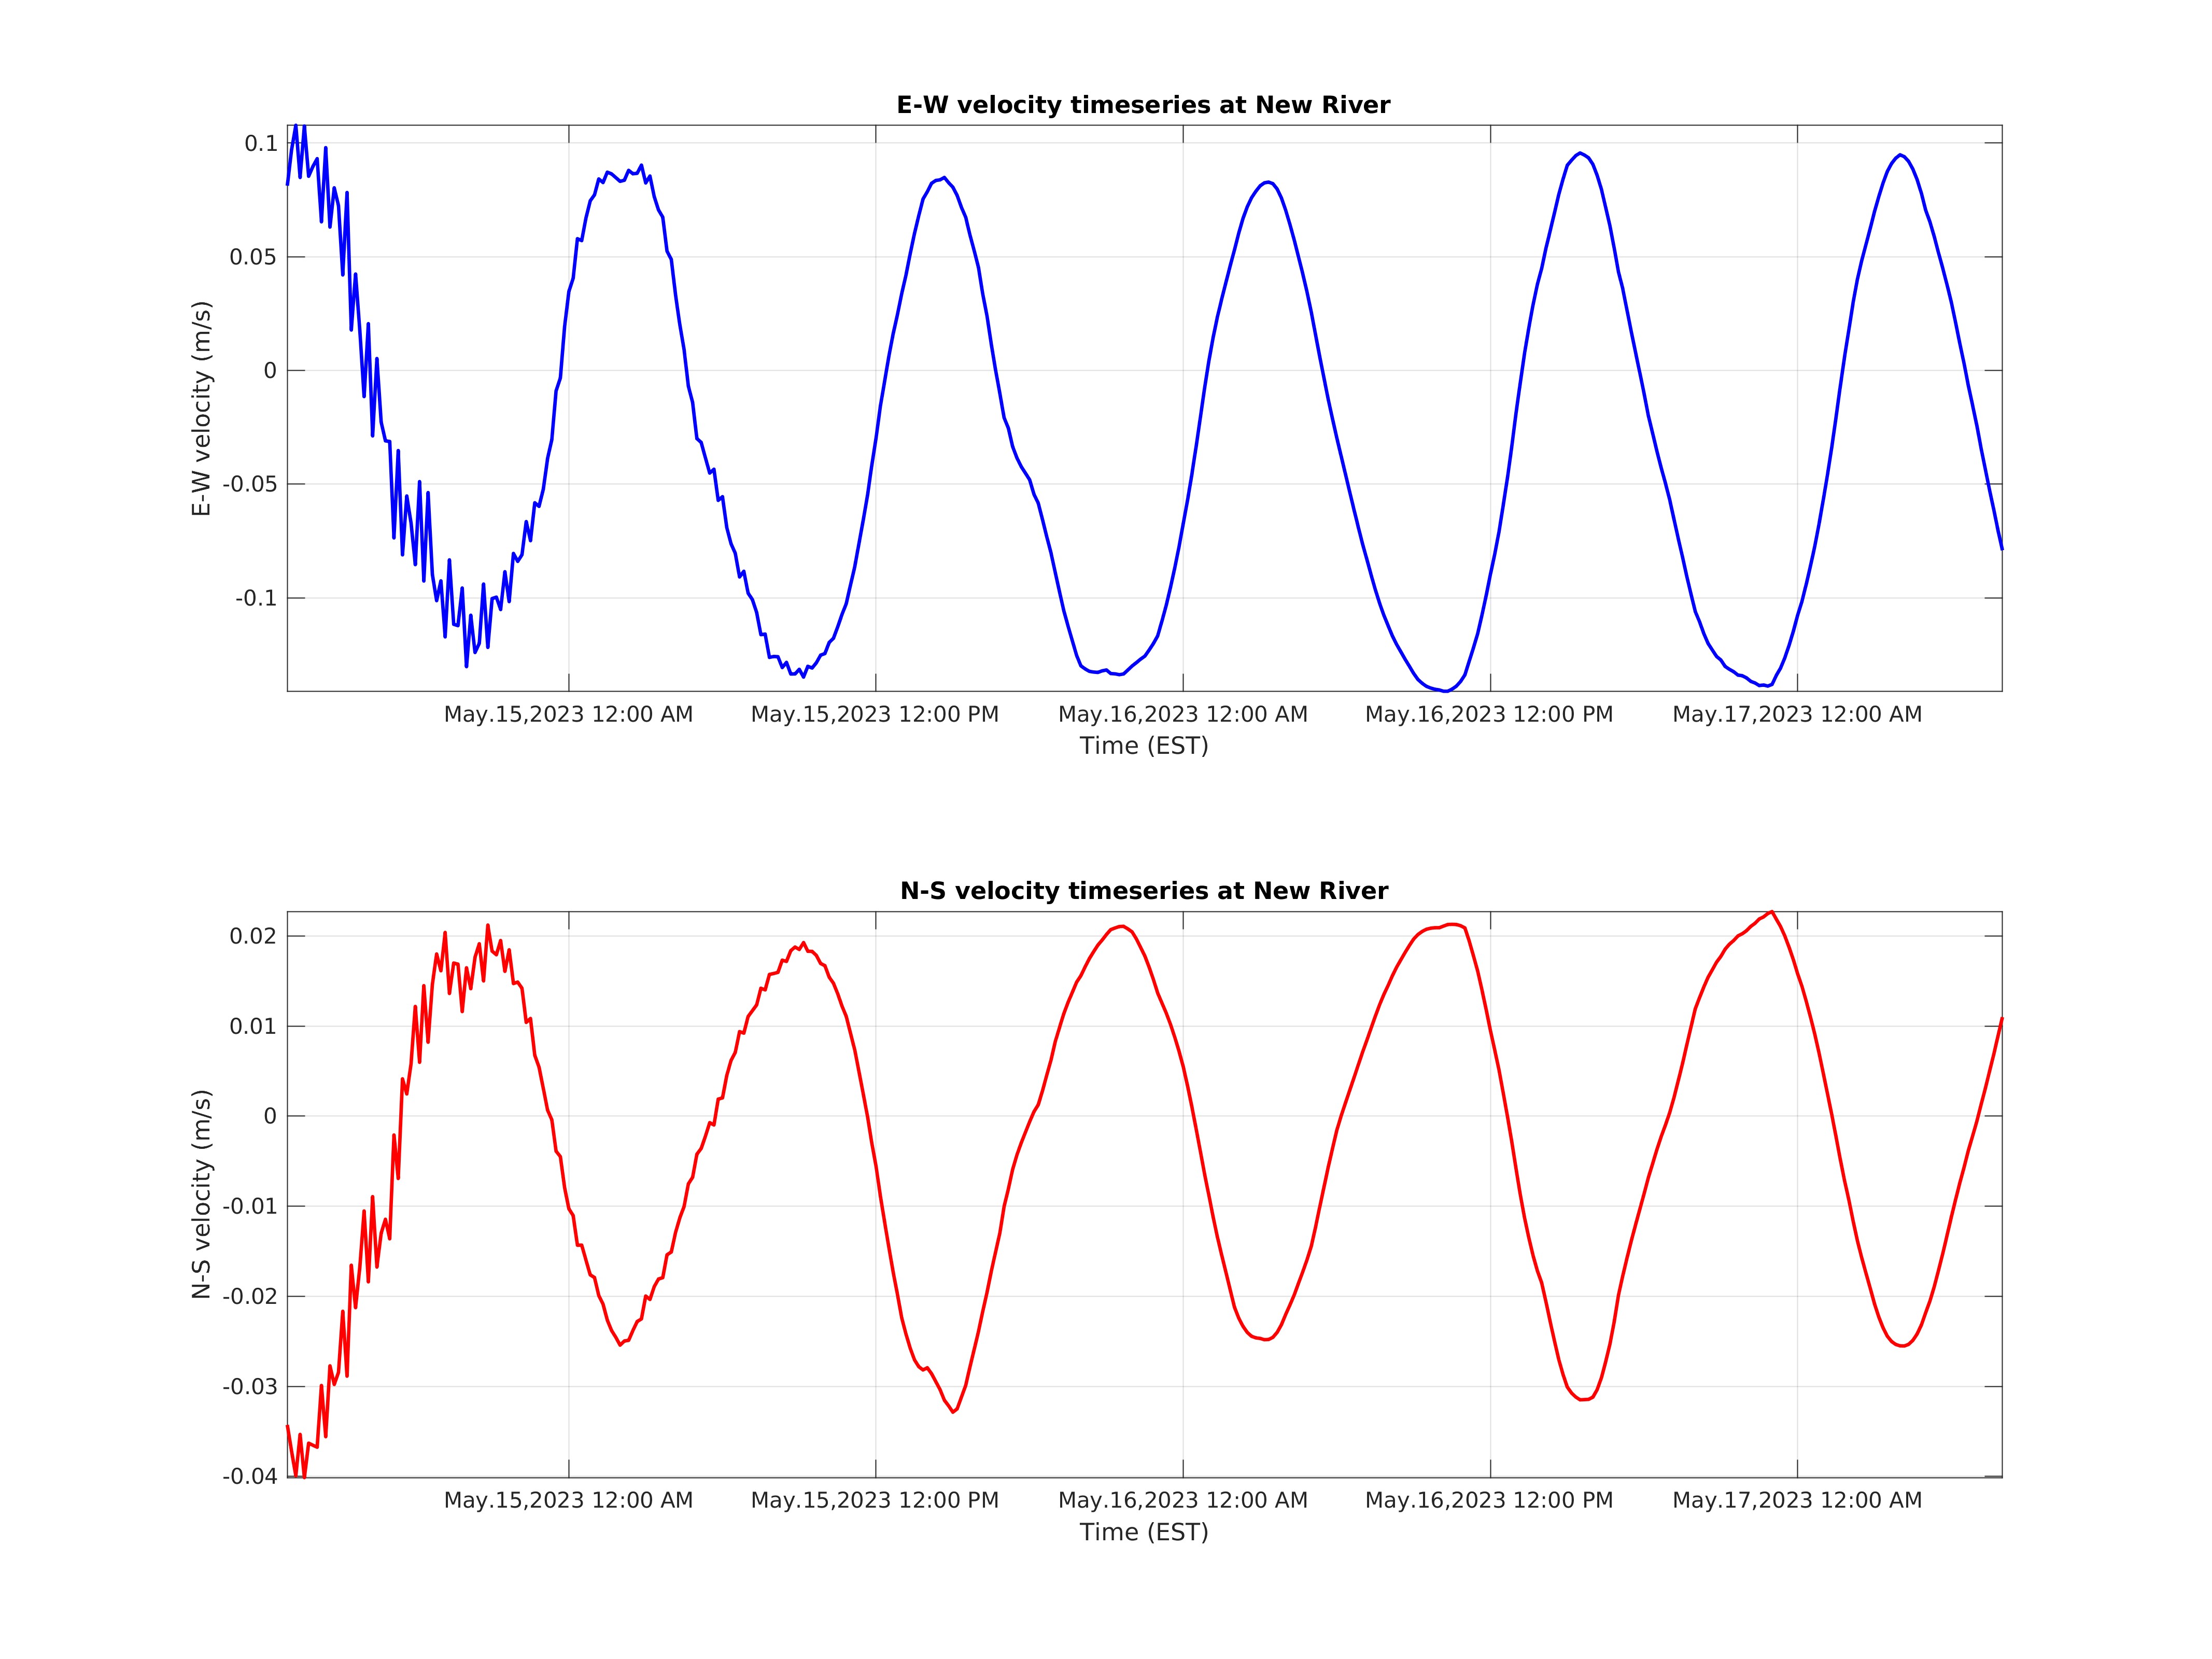 E-W velocity timeseries at New River
0.1
0.05
0
-0.05
-0.1
E-W velocity (m/s)
May.15,2023 12:00 AM May.15,2023 12:00 PM May.16,2023 12:00 AM May.16,2023 12:00 PM May.17,2023 12:00 AM
Time (EST)
N-S velocity timeseries at New River
0.02
0.01
0
-0.01
-0.02
-0.03
-0.04
N-S velocity (m/s)
May.15,2023 12:00 AM May.15,2023 12:00 PM May.16,2023 12:00 AM May.16,2023 12:00 PM May.17,2023 12:00 AM
Time (EST)